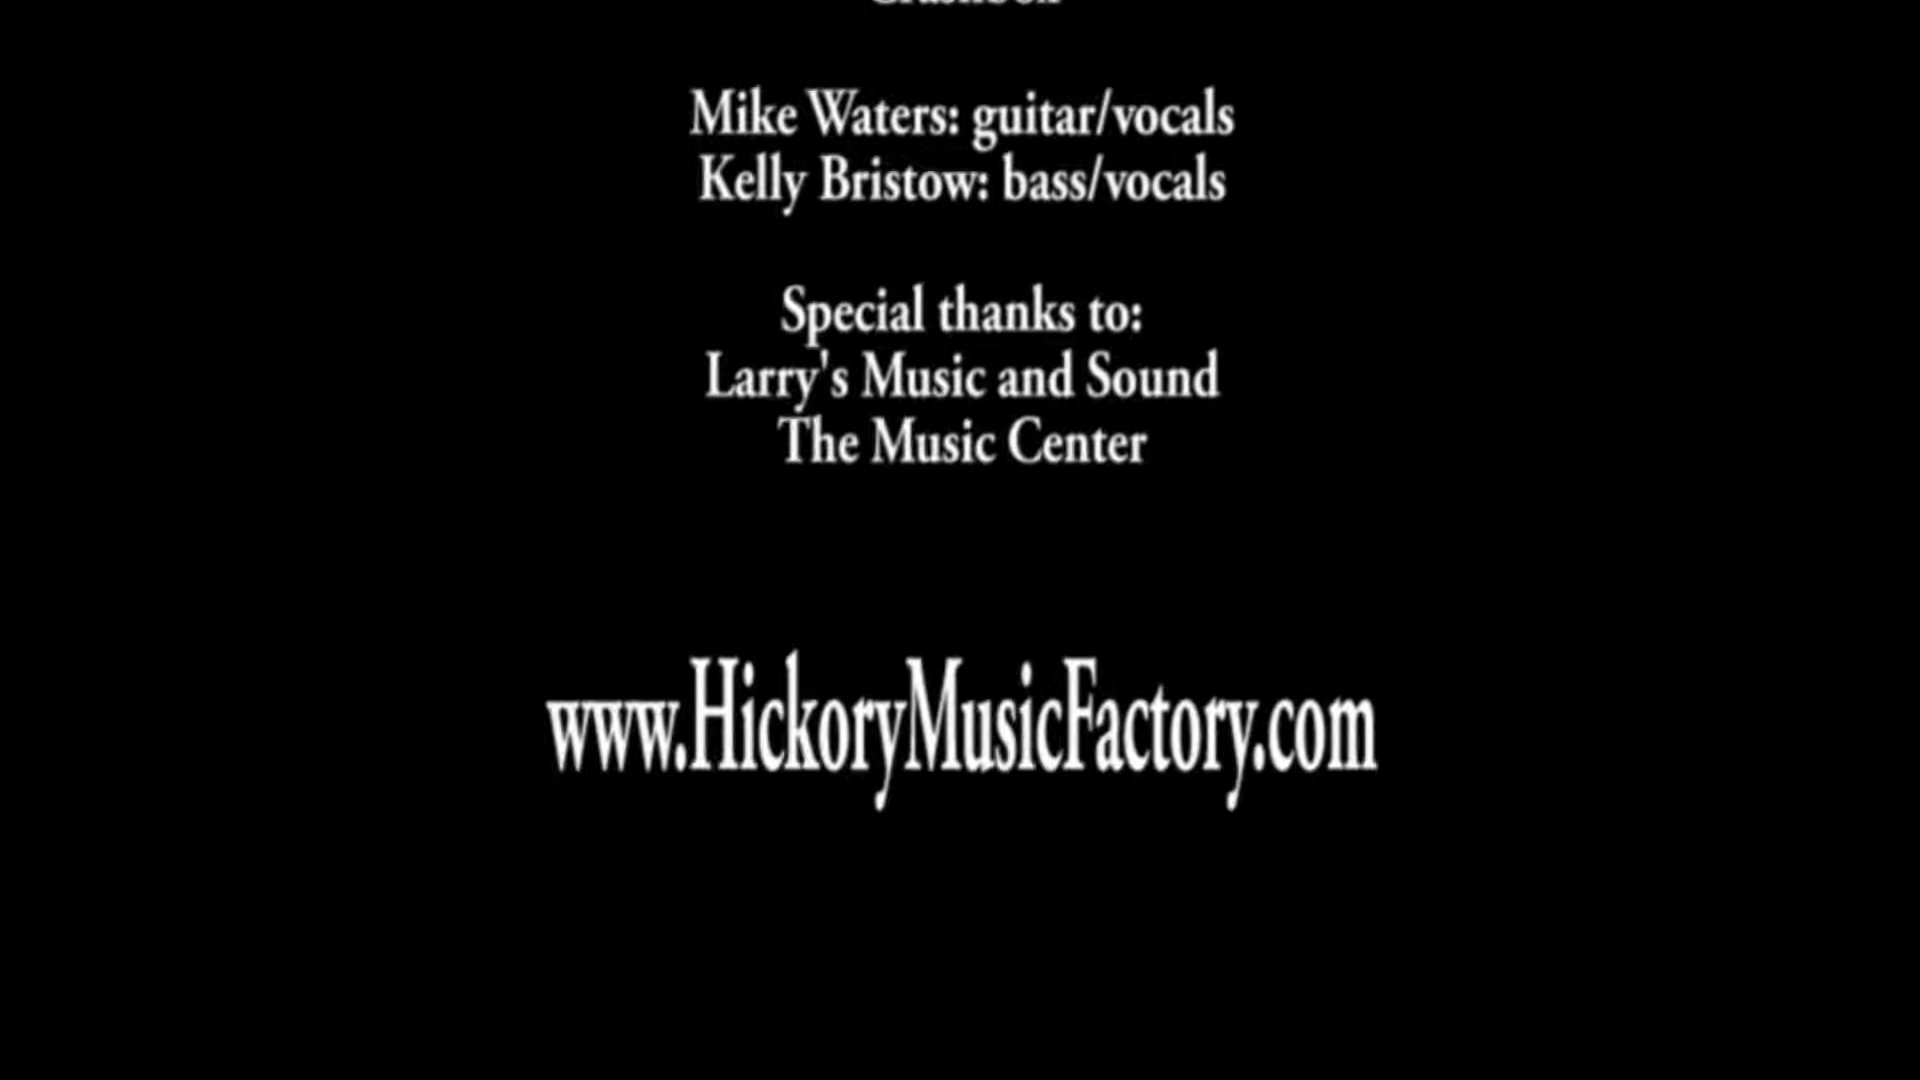 Mike Waters: guitar/vocals
Kelly Bristow: bass/vocals
Special thanks to:
Larry's Music and Sound
The Music Center
www.HickoryMusicFactory.com